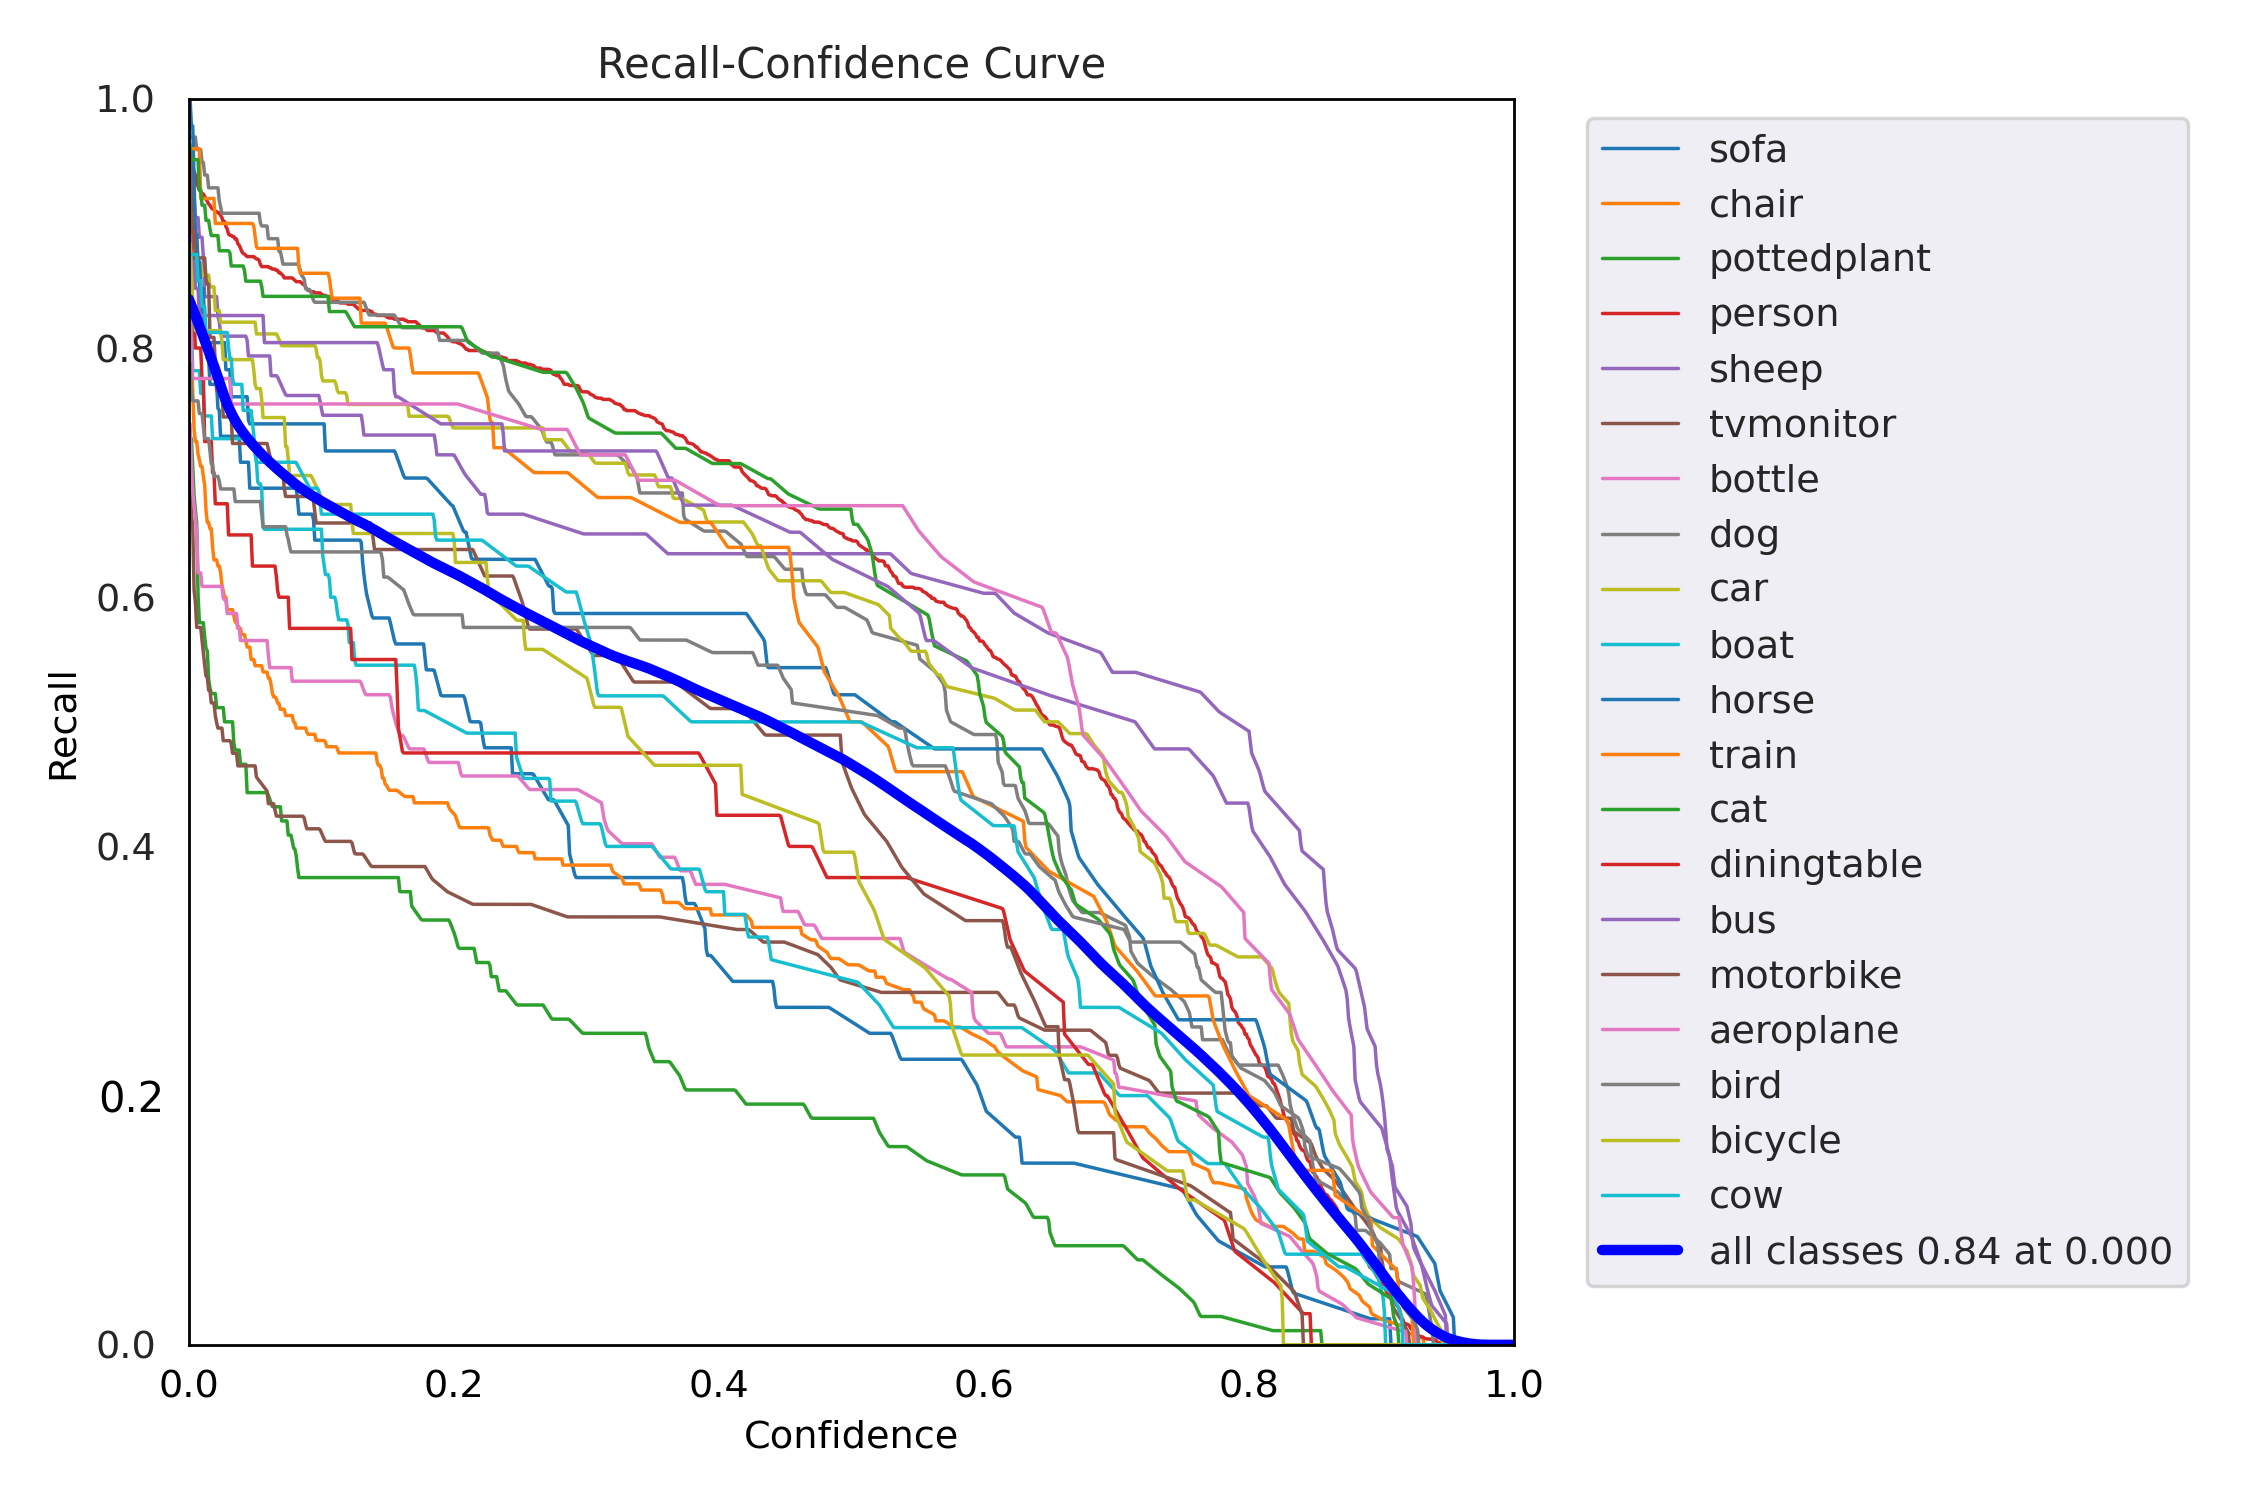 Recall-Confidence Curve
1.0
0.8
0.6
0.4
0.2
0.0
Recall
0.0 0.2 0.4 0.6 0.8 1.0
Confidence
sofa
chair
pottedplant
person
sheep
tvmonitor
bottle
dog
car
boat
horse
train
cat
diningtable
bus
motorbike
aeroplane
bird
bicycle
cow
all classes 0.84 at 0.000